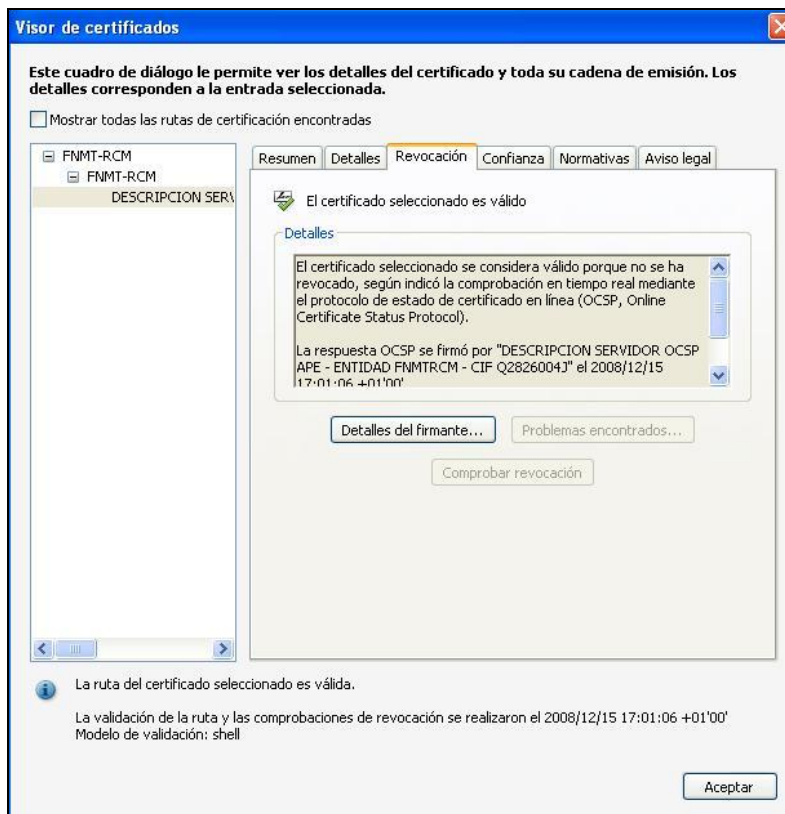 Visor de certificados
Este cuadro de diálogo le permite ver los detalles del certificado y toda su cadena de emisión. Los
detalles corresponden a la entrada seleccionada.
Mostrar todas las rutas de certificación encontradas
FNMT-RCM
FNMT-RCM
DESCRIPCION SERV
Resumen Detalles Revocación Confianza Normativas Aviso legal
El certificado seleccionado es válido
Detalles
El certificado seleccionado se considera válido porque no se ha
revocado, según indicó la comprobación en tiempo real mediante
el protocolo de estado de certificado en línea (OCSP, Online
Certificate Status Protocol).
La respuesta OCSP se firmó por "DESCRIPCION SERVIDOR OCSP
APE - ENTIDAD FNMTRCM - CIF Q2826004J" el 2008/12/15
17:01:06 +01'00'
Detalles del firmante... Problemas encontrados...
Comprobar revocación
La ruta del certificado seleccionado es válida.
La validación de la ruta y las comprobaciones de revocación se realizaron el 2008/12/15 17:01:06 +01'00'
Modelo de validación: shell
Aceptar